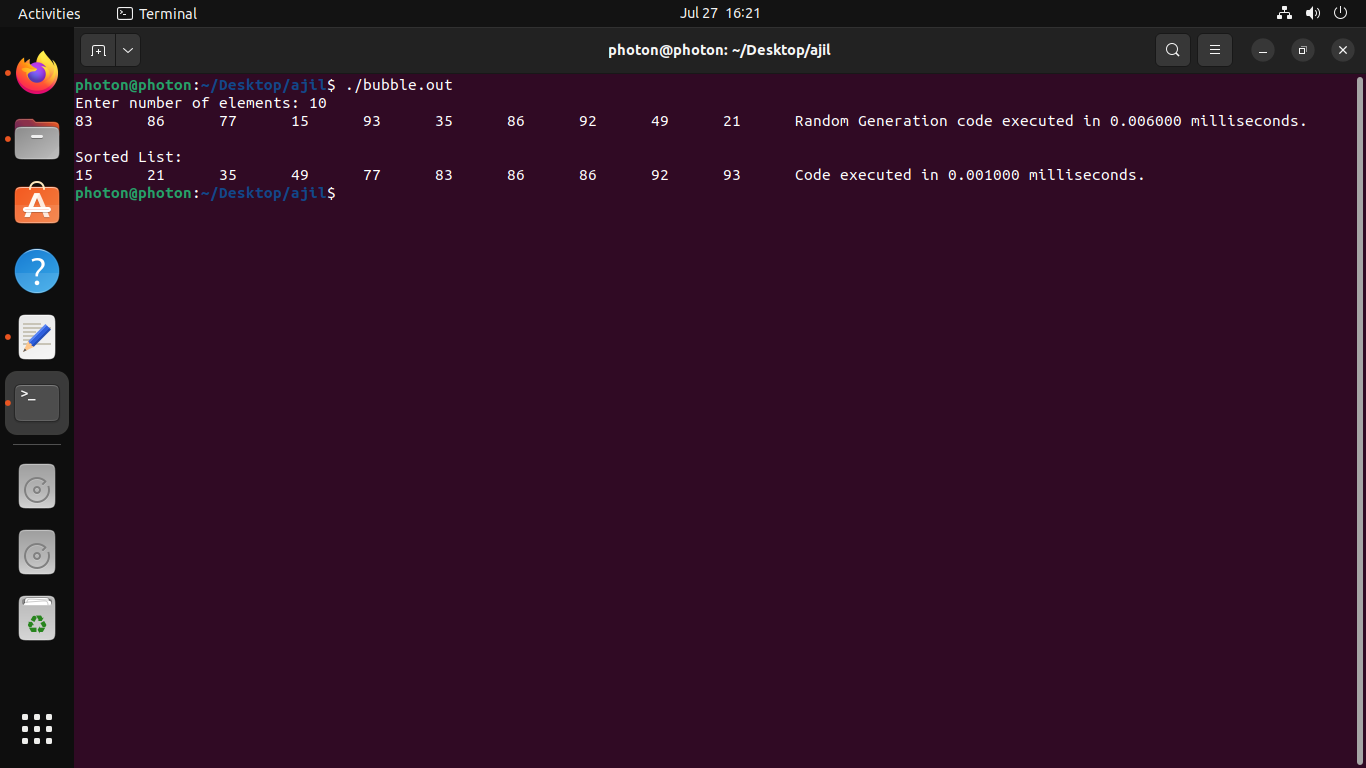 Activities Terminal Jul 27 16:21
photon@photon: ~/Desktop/ajil
photon@photon:~/Desktop/ajil$ ./bubble.out
Enter number of elements: 10
83 86 77 15 93 35 86 92 49 21 Random Generation code executed in 0.006000 milliseconds.
Sorted List:
15 21 35 49 77 83 86 86 92 93 Code executed in 0.001000 milliseconds.
photon@photon:~/Desktop/ajil$